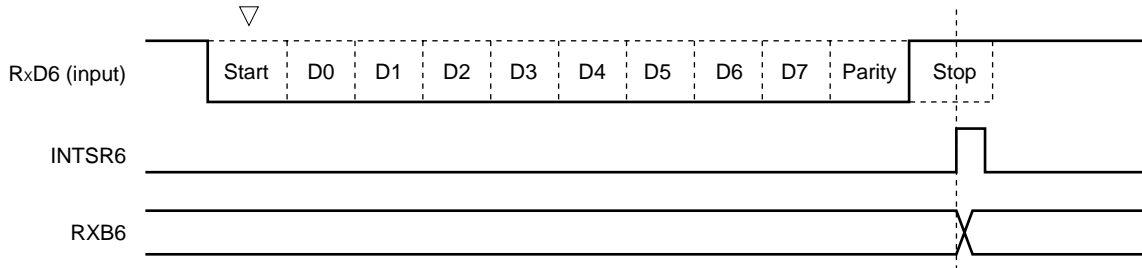 RxD6 (input)
Start D0 D1 D2 D3 D4 D5 D6 D7 Parity Stop
INTSR6
RXB6